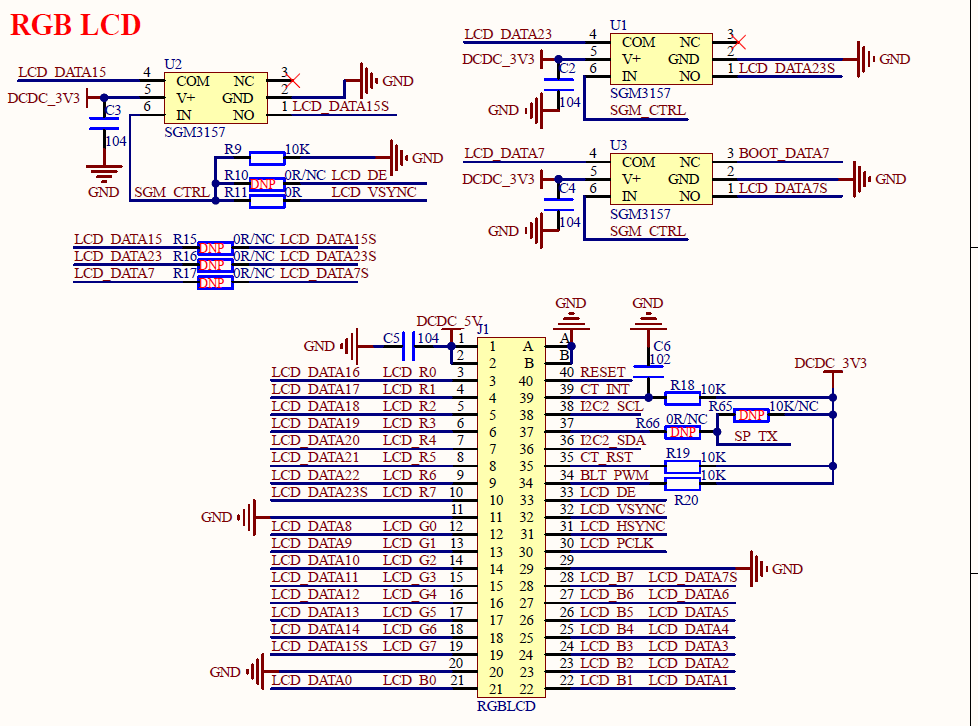 RGB LCD
U2
LCD_DATA15 4 COM NC 3
DCDC_3V3 5 V+ GND 2 GND
C3 6 IN NO 1 LCD_DATA15S
104 SGM3157
GND
U1
LCD_DATA23 4 COM NC 3
DCDC_3V3 5 V+ GND 2 GND
C2 6 IN NO 1 LCD_DATA23S
104 SGM3157
GND SGM_CTRL
R9 10K GND
R10 DNP 0R/NC LCD_DE
SGM_CTRL R11 0R LCD_VSYNC
U3
LCD_DATA7 4 COM NC 3 BOOT_DATA7
DCDC_3V3 5 V+ GND 2 GND
C4 6 IN NO 1 LCD_DATA7S
104 SGM3157
GND SGM_CTRL
LCD_DATA15 R15 DNP 0R/NC LCD_DATA15S
LCD_DATA23 R16 DNP 0R/NC LCD_DATA23S
LCD_DATA7 R17 DNP 0R/NC LCD_DATA7S
GND GND
DCDC_5V J1
GND C5 104 1 1 A A C6
2 2 B B 102
DCDC_3V3
LCD_DATA16 LCD_R0 3 3 40 40 RESET
LCD_DATA17 LCD_R1 4 4 39 39 CT_INT R18 10K
LCD_DATA18 LCD_R2 5 5 38 38 I2C2_SCL R65 DNP 10K/NC
LCD_DATA19 LCD_R3 6 6 37 37 R66 DNP 0R/NC SP_TX
LCD_DATA20 LCD_R4 7 7 36 36 I2C2_SDA
LCD_DATA21 LCD_R5 8 8 35 35 CT_RST R19 10K
LCD_DATA22 LCD_R6 9 9 34 34 BLT_PWM R20 10K
LCD_DATA23S LCD_R7 10 10 33 33 LCD_DE
GND 11 11 32 32 LCD_VSYNC
LCD_DATA8 LCD_G0 12 12 31 31 LCD_HSYNC
LCD_DATA9 LCD_G1 13 13 30 30 LCD_PCLK
LCD_DATA10 LCD_G2 14 14 29 29 GND
LCD_DATA11 LCD_G3 15 15 28 28 LCD_B7 LCD_DATA7S
LCD_DATA12 LCD_G4 16 16 27 27 LCD_B6 LCD_DATA6
LCD_DATA13 LCD_G5 17 17 26 26 LCD_B5 LCD_DATA5
LCD_DATA14 LCD_G6 18 18 25 25 LCD_B4 LCD_DATA4
LCD_DATA15S LCD_G7 19 19 24 24 LCD_B3 LCD_DATA3
GND 20 20 23 23 LCD_B2 LCD_DATA2
LCD_DATA0 LCD_B0 21 21 22 22 LCD_B1 LCD_DATA1
RGBLCD